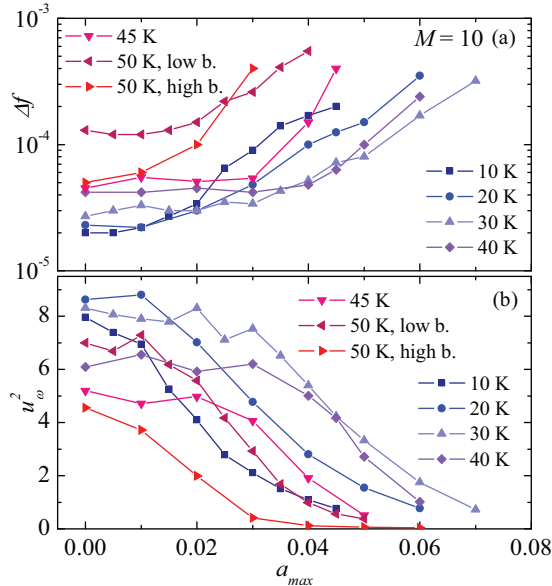 10⁻³
45 K
50 K, low b.
50 K, high b.
M = 10 (a)
Δf
10⁻⁴
10 K
20 K
30 K
40 K
10⁻⁵
(b)
8
45 K
50 K, low b.
50 K, high b.
6
u²ω
4
10 K
20 K
30 K
40 K
2
0
0.00 0.02 0.04 0.06 0.08
a_max